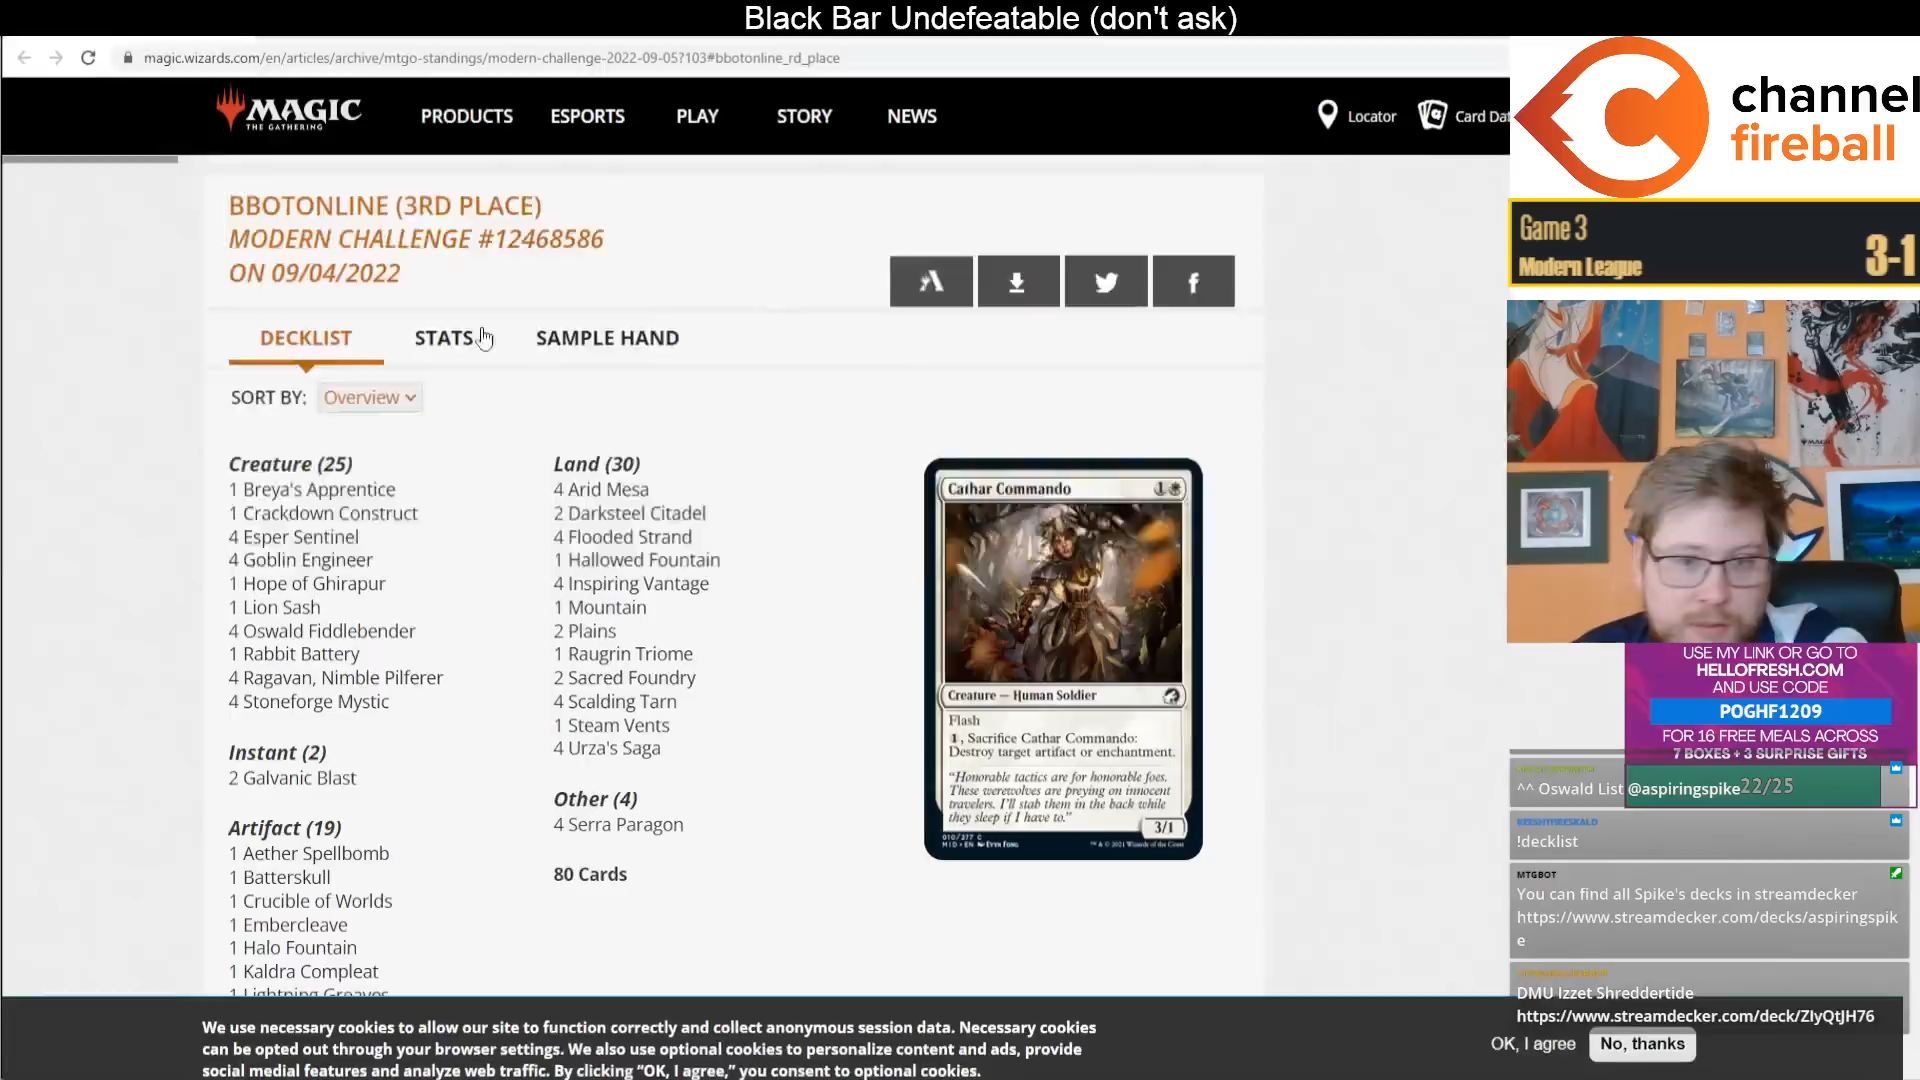 Black Bar Undefeatable (don't ask)
magic.wizards.com/en/articles/archive/mtgo-standings/modern-challenge-2022-09-05?103#bbotonline_rd_place
MAGIC
THE GATHERING
PRODUCTS
ESPORTS
PLAY
STORY
NEWS
Locator
Card Dat
channel
fireball
BBOTONLINE (3RD PLACE)
MODERN CHALLENGE #12468586
ON 09/04/2022
Game 3
Modern League
3-1
DECKLIST
STATS
SAMPLE HAND
SORT BY: Overview
Creature (25)
1 Breya's Apprentice
1 Crackdown Construct
4 Esper Sentinel
4 Goblin Engineer
1 Hope of Ghirapur
1 Lion Sash
4 Oswald Fiddlebender
1 Rabbit Battery
4 Ragavan, Nimble Pilferer
4 Stoneforge Mystic
Instant (2)
2 Galvanic Blast
Artifact (19)
1 Aether Spellbomb
1 Batterskull
1 Crucible of Worlds
1 Embercleave
1 Halo Fountain
1 Kaldra Compleat
1 Lightning Greaves
Land (30)
4 Arid Mesa
2 Darksteel Citadel
4 Flooded Strand
1 Hallowed Fountain
4 Inspiring Vantage
1 Mountain
2 Plains
1 Raugrin Triome
2 Sacred Foundry
4 Scalding Tarn
1 Steam Vents
4 Urza's Saga
Other (4)
4 Serra Paragon
80 Cards
Cathar Commando
1
Creature — Human Soldier
Flash
1, Sacrifice Cathar Commando:
Destroy target artifact or enchantment.
"Honorable tactics are for honorable foes.
These werewolves are preying on innocent
travelers. I'll stab them in the back while
they sleep if I have to."
3/1
010/277 C
MID • EN
™ & © 2021 Wizards of the Coast
USE MY LINK OR GO TO
HELLOFRESH.COM
AND USE CODE
POGHF1209
FOR 16 FREE MEALS ACROSS
7 BOXES + 3 SURPRISE GIFTS
^^ Oswald List @aspiringspike
22/25
!decklist
MTGBOT
You can find all Spike's decks in streamdecker
https://www.streamdecker.com/decks/aspiringspik
e
DMU Izzet Shreddertide
https://www.streamdecker.com/deck/ZIyQtJH76
We use necessary cookies to allow our site to function correctly and collect anonymous session data. Necessary cookies
can be opted out through your browser settings. We also use optional cookies to personalize content and ads, provide
social medial features and analyze web traffic. By clicking "OK, I agree," you consent to optional cookies.
OK, I agree
No, thanks